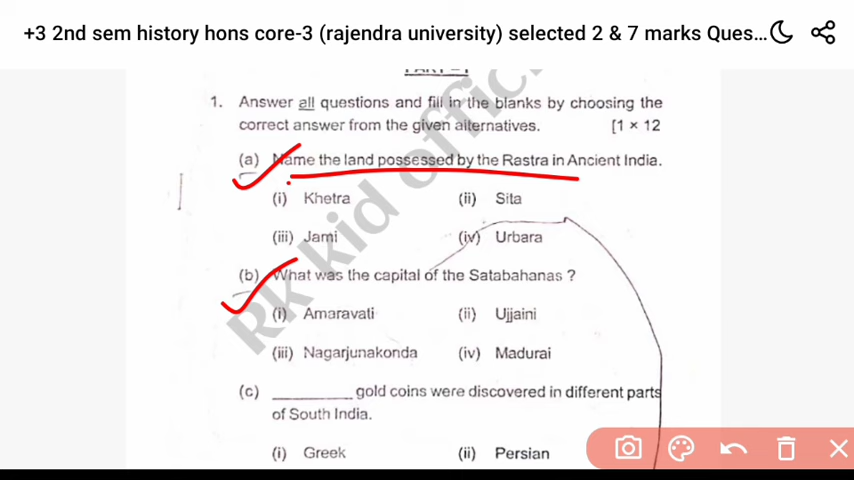 +3 2nd sem history hons core-3 (rajendra university) selected 2 & 7 marks Ques...
PART – I
1. Answer all questions and fill in the blanks by choosing the
correct answer from the given alternatives. [1 × 12
(a) Name the land possessed by the Rastra in Ancient India.
(i) Khetra (ii) Sita
(iii) Jami (iv) Urbara
(b) What was the capital of the Satabahanas ?
(i) Amaravati (ii) Ujjaini
(iii) Nagarjunakonda (iv) Madurai
(c) ________ gold coins were discovered in different parts
of South India.
(i) Greek (ii) Persian
RK kid offici